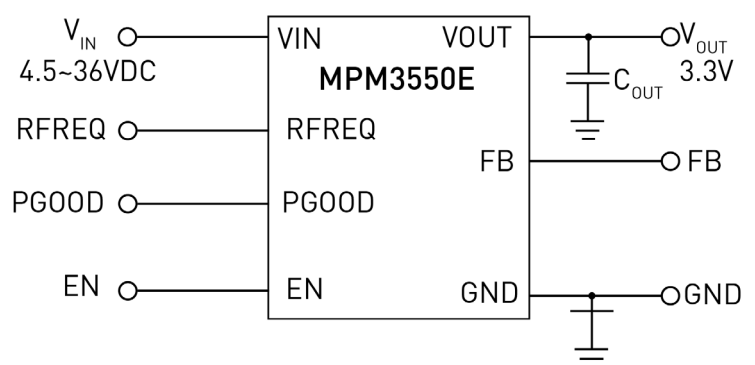 VIN
4.5~36VDC
RFREQ
PGOOD
EN
VIN
RFREQ
PGOOD
EN
MPM3550E
VOUT
FB
GND
COUT
VOUT
3.3V
FB
GND